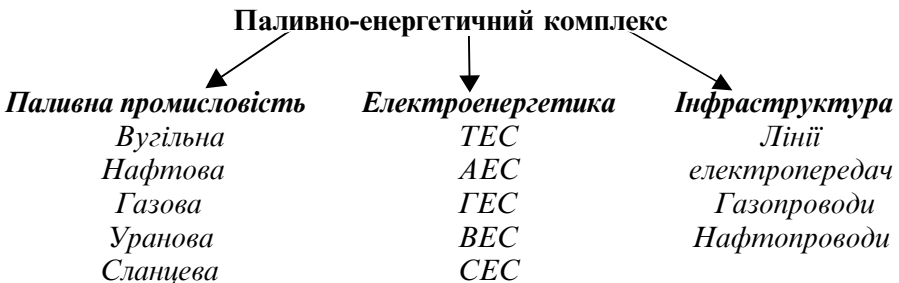 Паливно-енергетичний комплекс
Паливна промисловість
Вугільна
Нафтова
Газова
Уранова
Сланцева
Електроенергетика
ТЕС
АЕС
ГЕС
ВЕС
СЕС
Інфраструктура
Лінії
електропередач
Газопроводи
Нафтопроводи